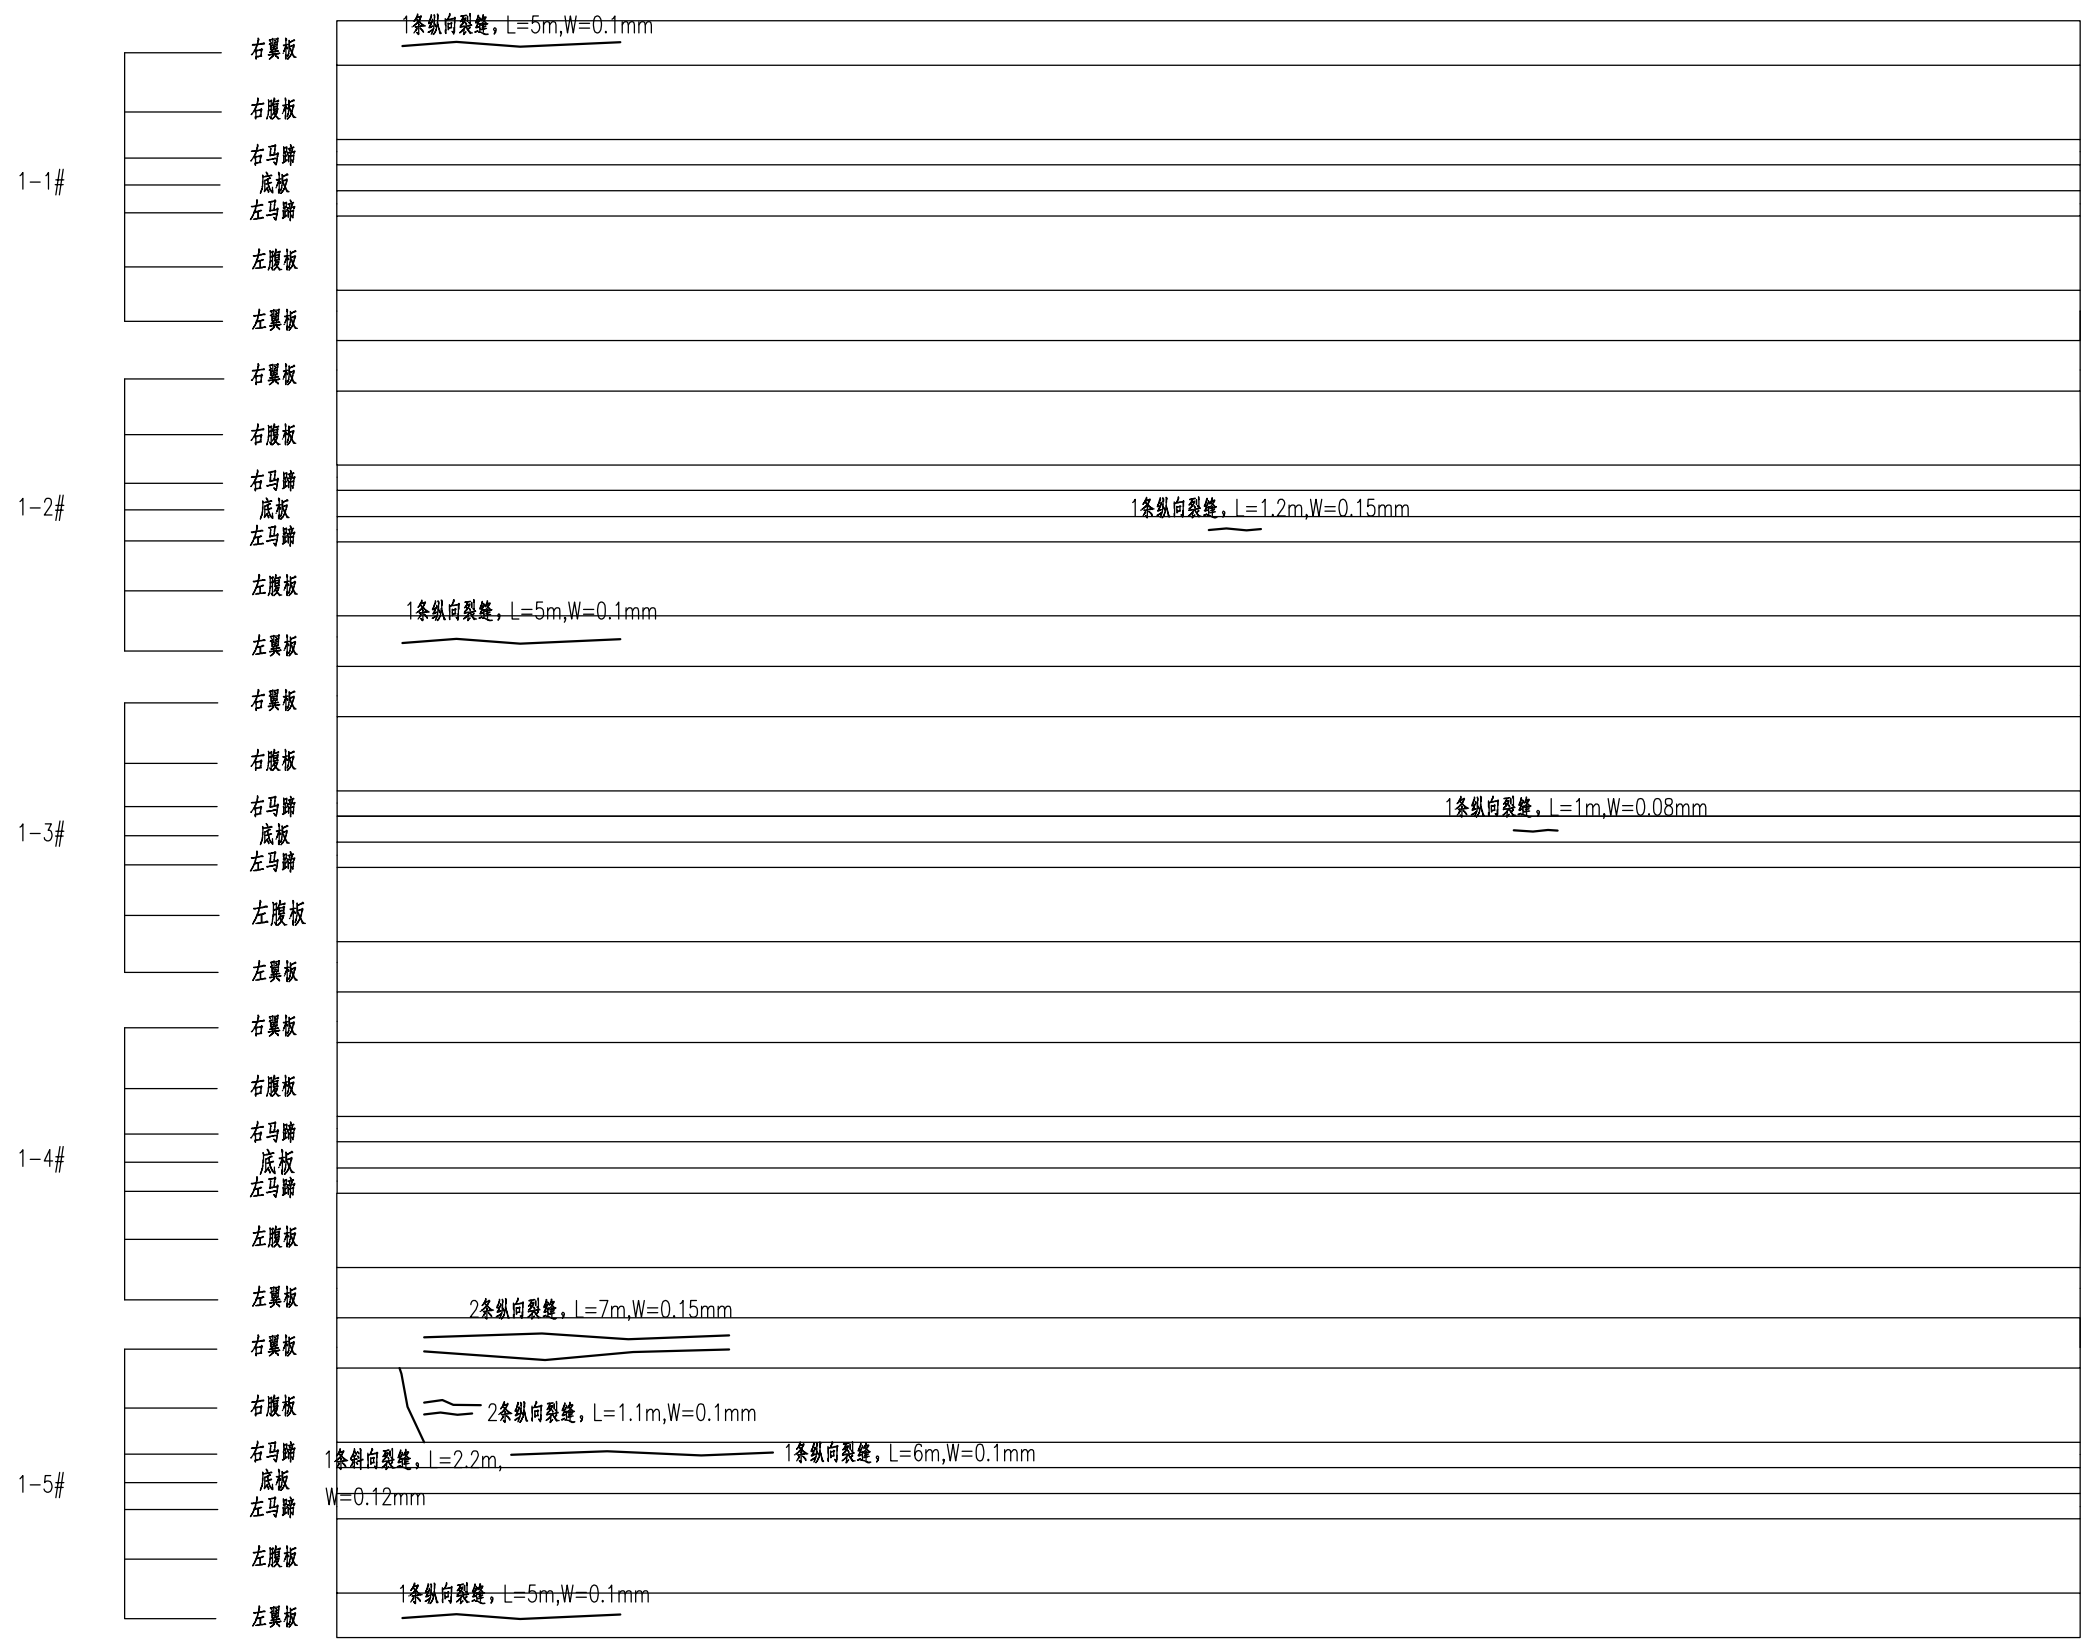 1条纵向裂缝，L=5m,W=0.1mm
右翼板
右腹板
右马蹄
1-1#
底板
左马蹄
左腹板
左翼板
右翼板
右腹板
右马蹄
1-2#
底板
1条纵向裂缝，L=1.2m,W=0.15mm
左马蹄
左腹板
1条纵向裂缝，L=5m,W=0.1mm
左翼板
右翼板
右腹板
右马蹄
1条纵向裂缝，L=1m,W=0.08mm
1-3#
底板
左马蹄
左腹板
左翼板
右翼板
右腹板
右马蹄
1-4#
底板
左马蹄
左腹板
左翼板
2条纵向裂缝，L=7m,W=0.15mm
右翼板
右腹板
2条纵向裂缝，L=1.1m,W=0.1mm
右马蹄
1条斜向裂缝，L=2.2m,
W=0.12mm
1条纵向裂缝，L=6m,W=0.1mm
1-5#
底板
左马蹄
左腹板
1条纵向裂缝，L=5m,W=0.1mm
左翼板